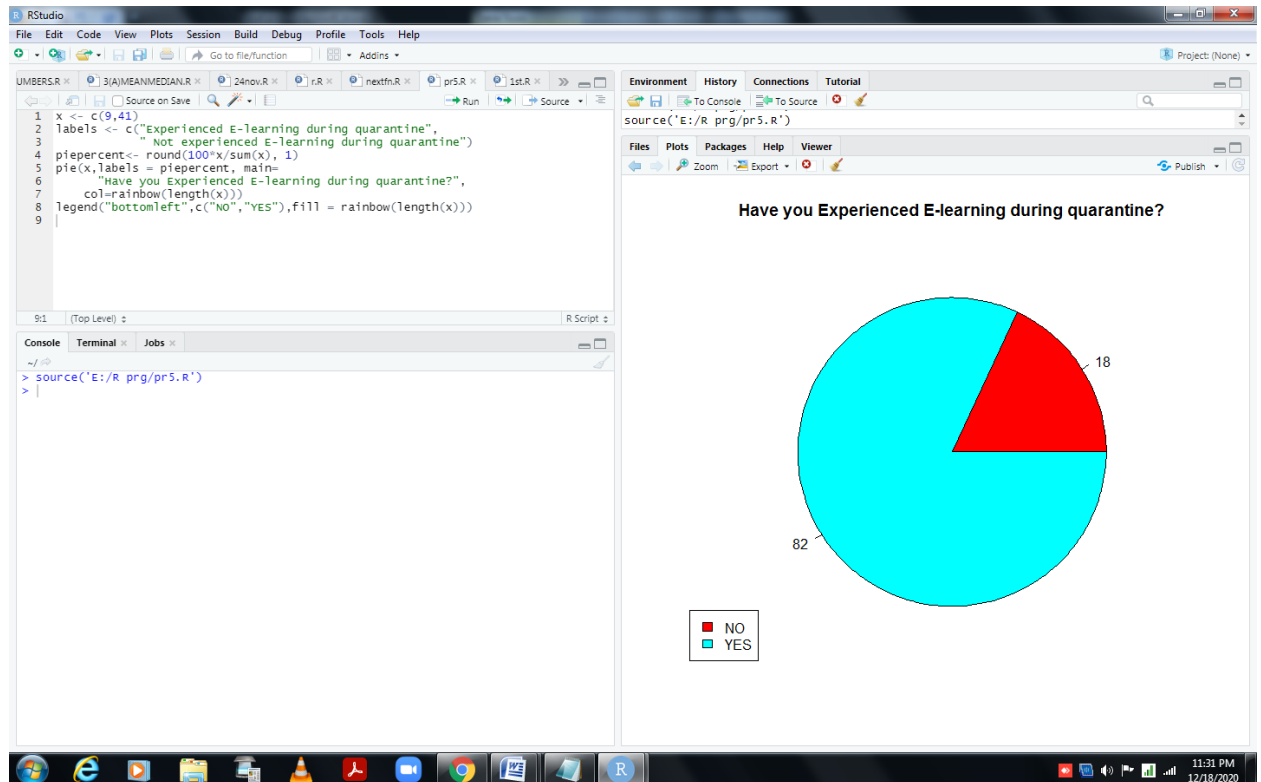 RStudio
File Edit Code View Plots Session Build Debug Profile Tools Help
Go to file/function
Addins
Project: (None)
UMBERS.R
3(A)MEANMEDIAN.R
24nov.R
r.R
nextfn.R
pr5.R
1st.R
Source on Save
Run
Source
1 x <- c(9,41)
2 labels <- c("Experienced E-learning during quarantine",
3 " Not experienced E-learning during quarantine")
4 piepercent<- round(100*x/sum(x), 1)
5 pie(x,labels = piepercent, main=
6 "Have you Experienced E-learning during quarantine?",
7 col=rainbow(length(x)))
8 legend("bottomleft",c("NO","YES"),fill = rainbow(length(x)))
9
9:1 (Top Level) R Script
Console Terminal Jobs
~/
> source('E:/R prg/pr5.R')
>
Environment History Connections Tutorial
To Console To Source
source('E:/R prg/pr5.R')
Files Plots Packages Help Viewer
Zoom Export Publish
Have you Experienced E-learning during quarantine?
18
82
NO
YES
11:31 PM
12/18/2020